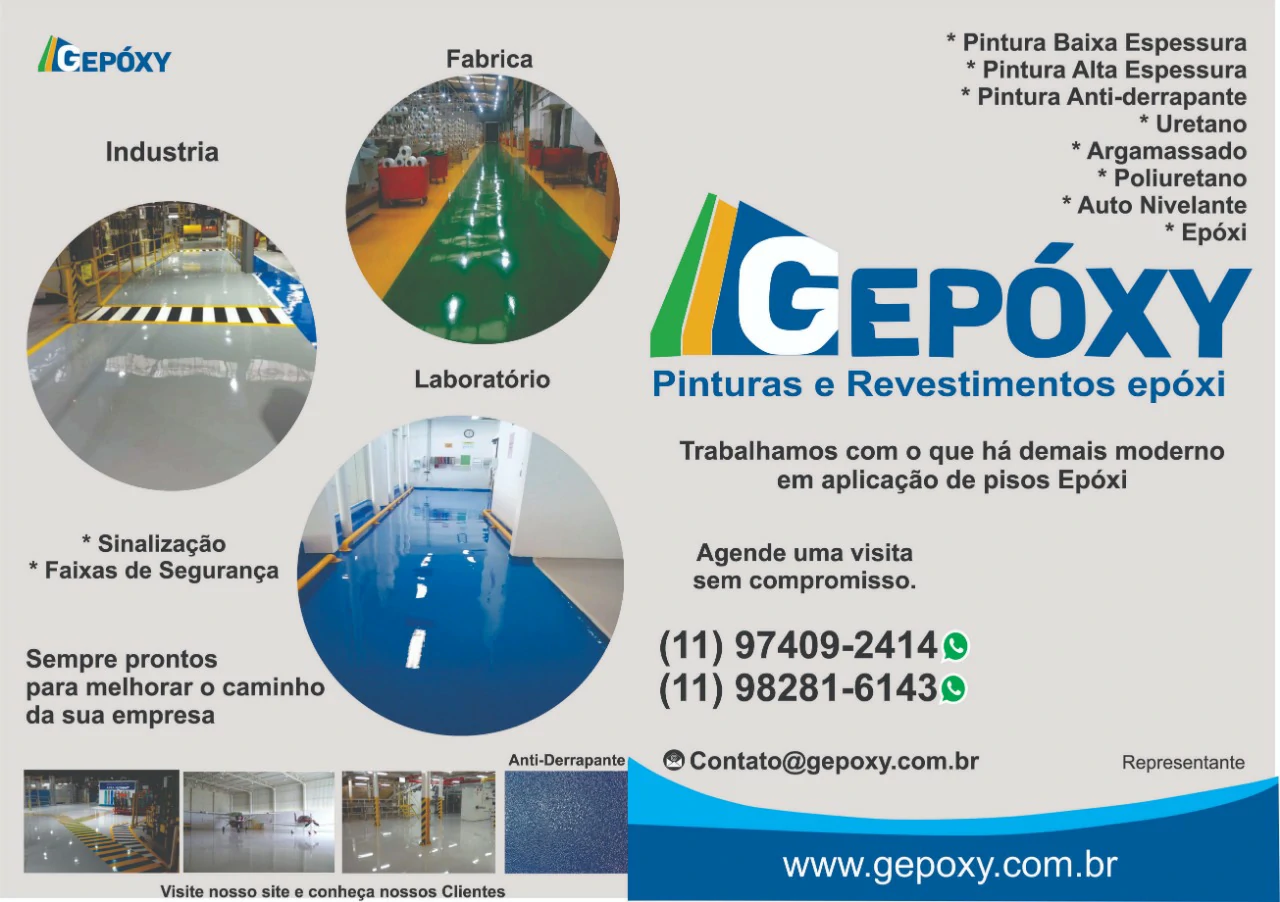 GEPÓXY
Fabrica
Industria
Laboratório
* Sinalização
* Faixas de Segurança
Sempre prontos
para melhorar o caminho
da sua empresa
Anti-Derrapante
Visite nosso site e conheça nossos Clientes
* Pintura Baixa Espessura
* Pintura Alta Espessura
* Pintura Anti-derrapante
* Uretano
* Argamassado
* Poliuretano
* Auto Nivelante
* Epóxi
GEPÓXY
Pinturas e Revestimentos epóxi
Trabalhamos com o que há demais moderno
em aplicação de pisos Epóxi
Agende uma visita
sem compromisso.
(11) 97409-2414
(11) 98281-6143
Contato@gepoxy.com.br
Representante
www.gepoxy.com.br